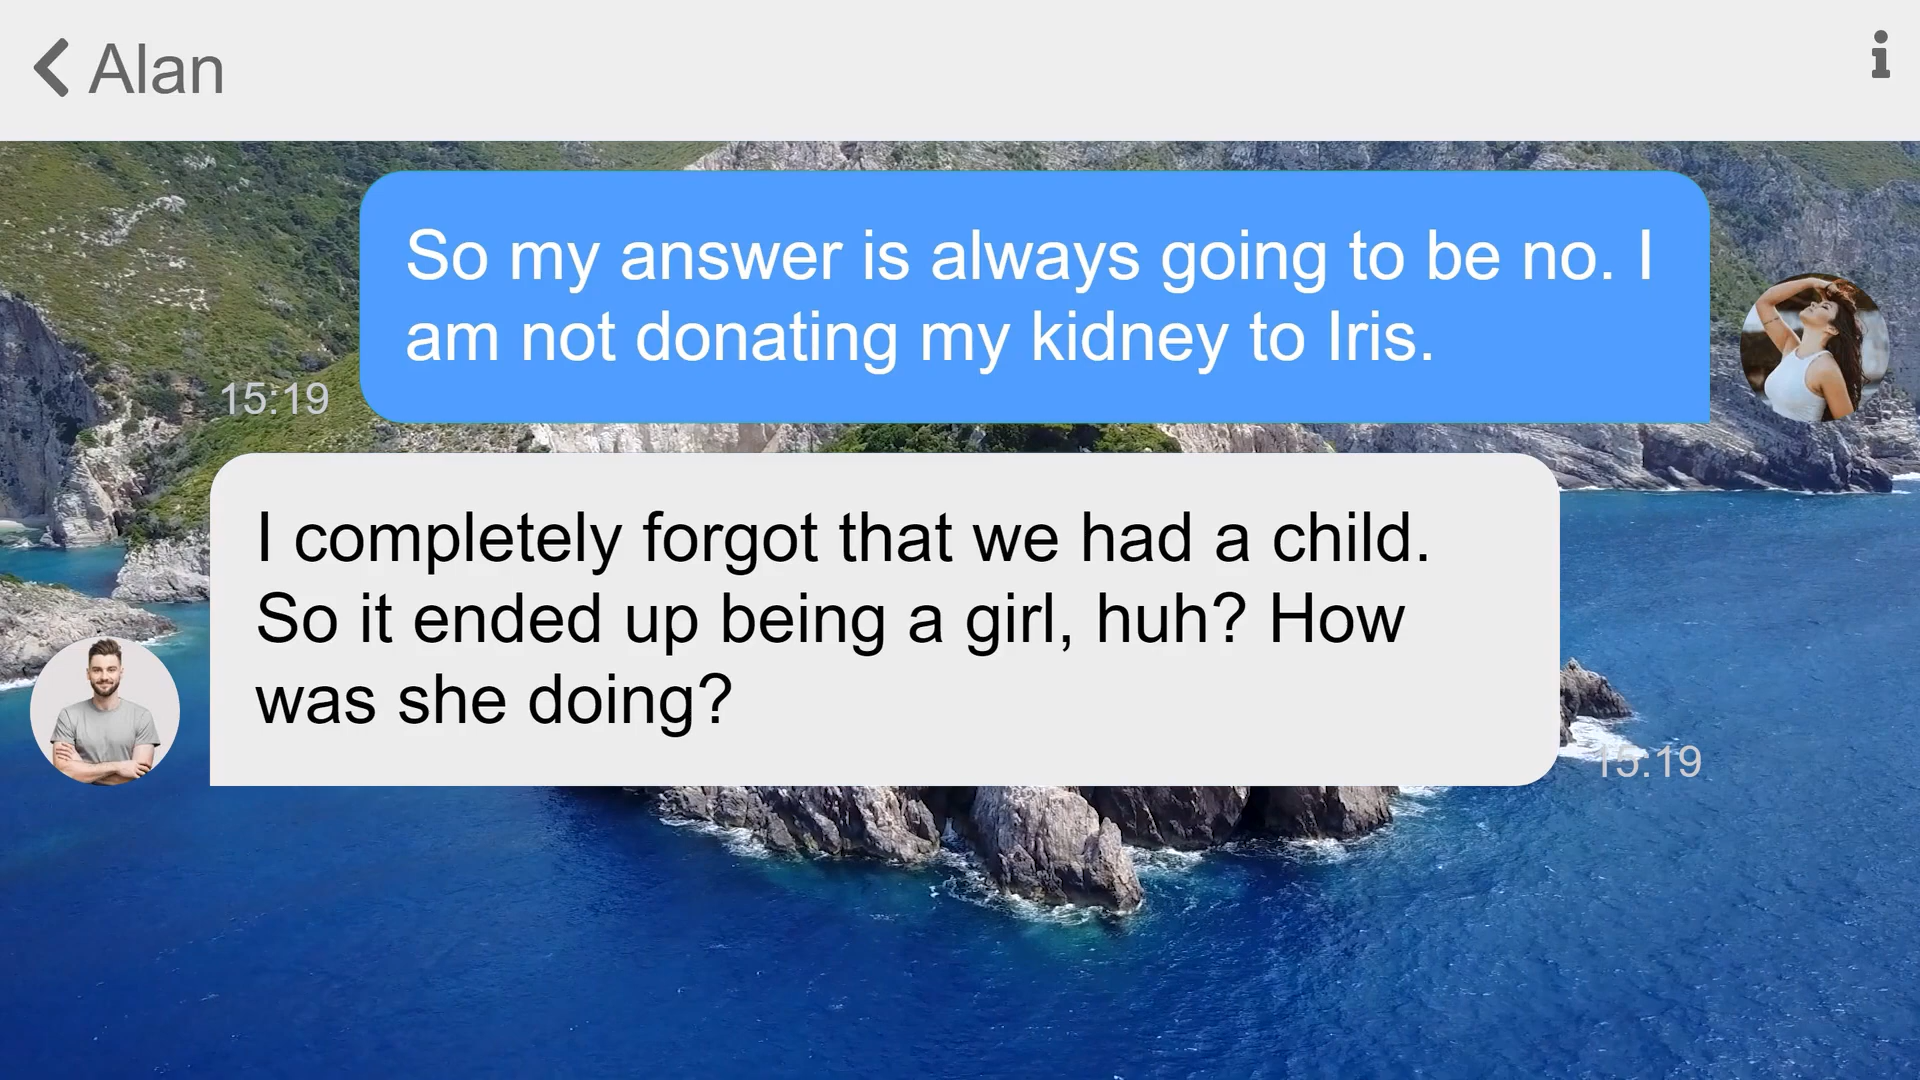 Alan
So my answer is always going to be no. I
am not donating my kidney to Iris.
15:19
I completely forgot that we had a child.
So it ended up being a girl, huh? How
was she doing?
15:19